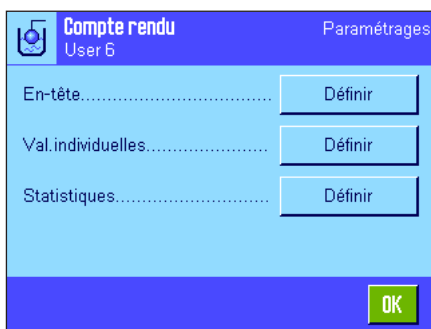 Compte rendu Paramétrages
User 6
En-tête................................... Définir
Val.individuelles....................... Définir
Statistiques............................ Définir
OK